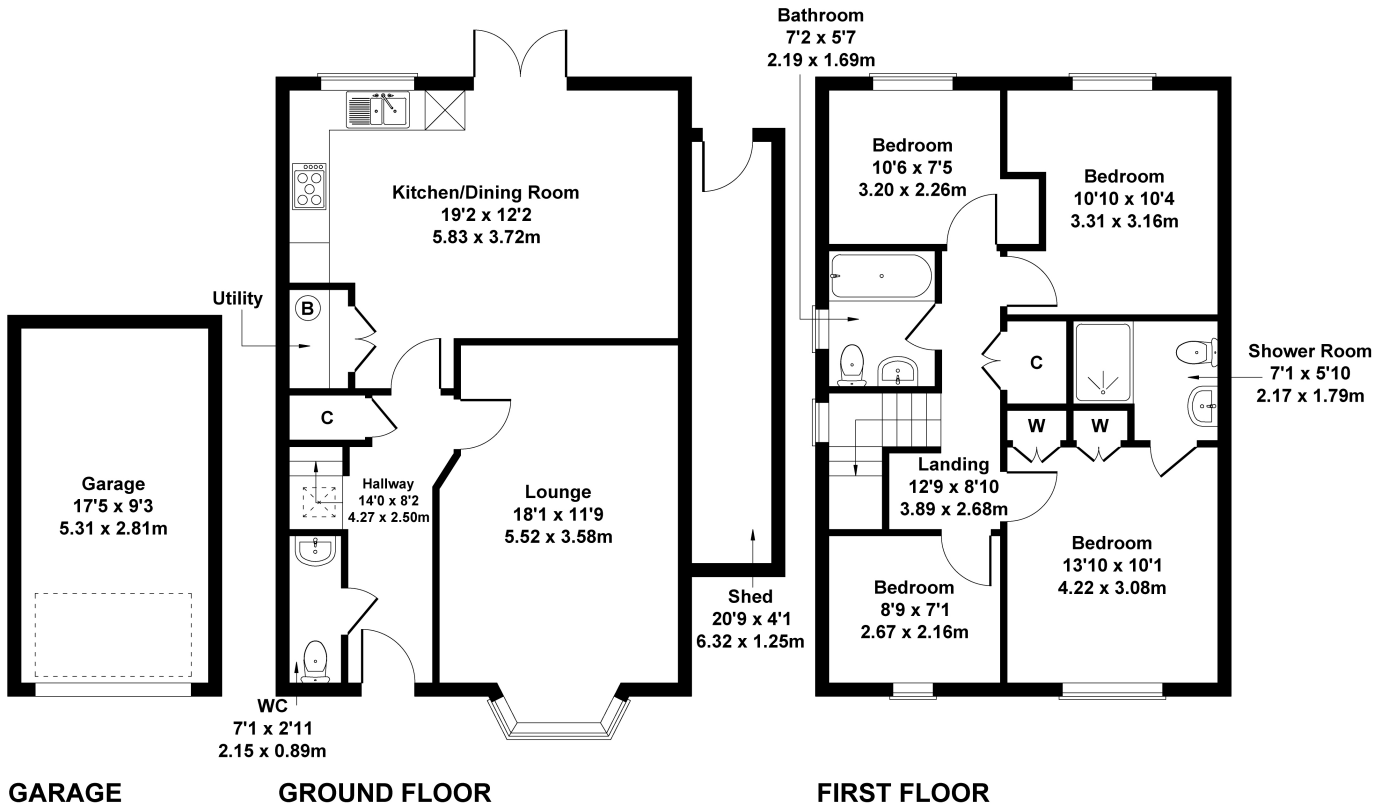 Bathroom
7'2 x 5'7
2.19 x 1.69m
Kitchen/Dining Room
19'2 x 12'2
5.83 x 3.72m
Bedroom
10'6 x 7'5
3.20 x 2.26m
Bedroom
10'10 x 10'4
3.31 x 3.16m
Utility
B
C
Shower Room
7'1 x 5'10
2.17 x 1.79m
C
W
W
Garage
17'5 x 9'3
5.31 x 2.81m
Hallway
14'0 x 8'2
4.27 x 2.50m
Lounge
18'1 x 11'9
5.52 x 3.58m
Landing
12'9 x 8'10
3.89 x 2.68m
Bedroom
13'10 x 10'1
4.22 x 3.08m
Shed
20'9 x 4'1
6.32 x 1.25m
Bedroom
8'9 x 7'1
2.67 x 2.16m
WC
7'1 x 2'11
2.15 x 0.89m
GARAGE
GROUND FLOOR
FIRST FLOOR